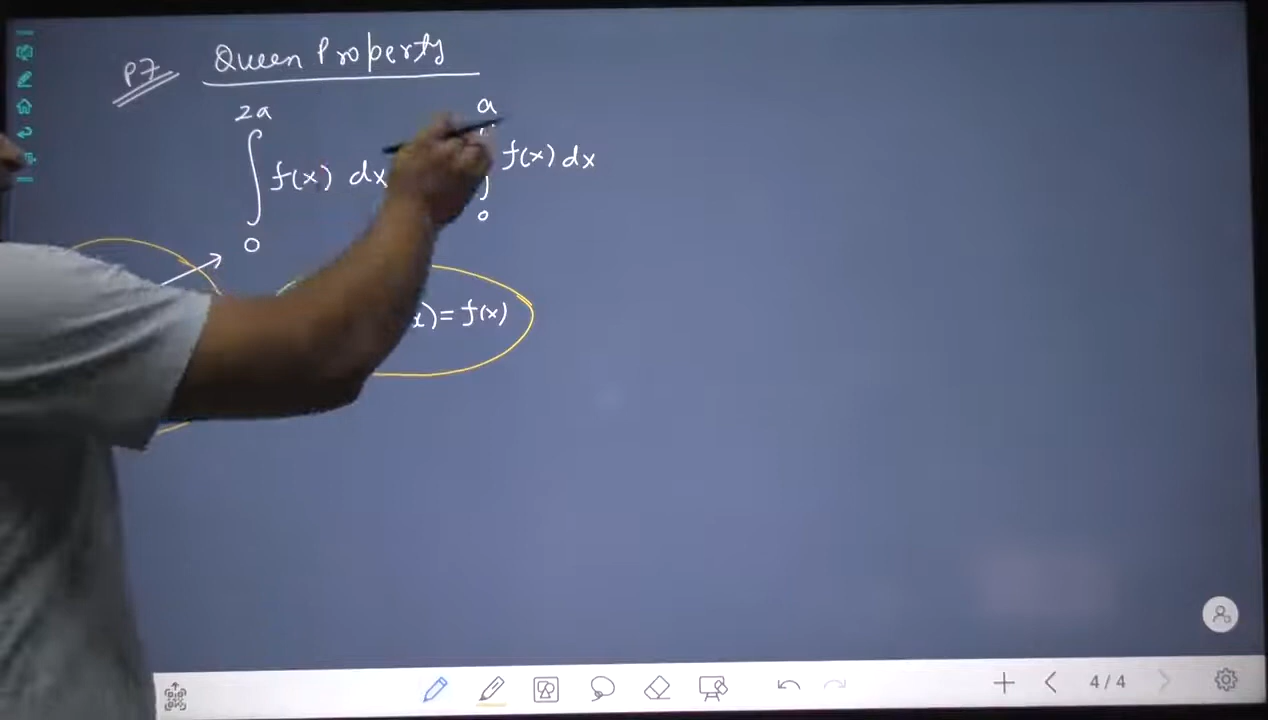 P7 Queen Property
2a
∫ f(x) dx
0
a
∫ f(x) dx
0
x) = f(x)
4/4